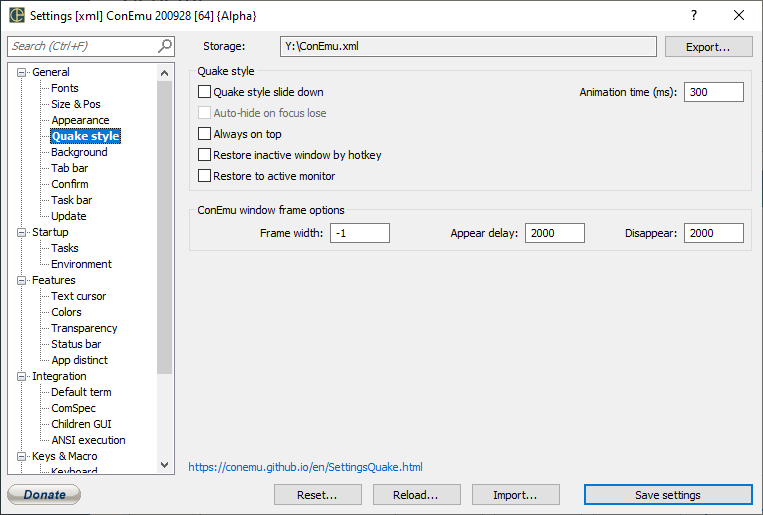 Settings [xml] ConEmu 200928 [64] {Alpha}
?
Search (Ctrl+F)
Storage:
Y:\ConEmu.xml
Export...
General
Fonts
Size & Pos
Appearance
Quake style
Background
Tab bar
Confirm
Task bar
Update
Startup
Tasks
Environment
Features
Text cursor
Colors
Transparency
Status bar
App distinct
Integration
Default term
ComSpec
Children GUI
ANSI execution
Keys & Macro
Keyboard
Quake style
Quake style slide down
Animation time (ms):
300
Auto-hide on focus lose
Always on top
Restore inactive window by hotkey
Restore to active monitor
ConEmu window frame options
Frame width:
-1
Appear delay:
2000
Disappear:
2000
https://conemu.github.io/en/SettingsQuake.html
Donate
Reset...
Reload...
Import...
Save settings